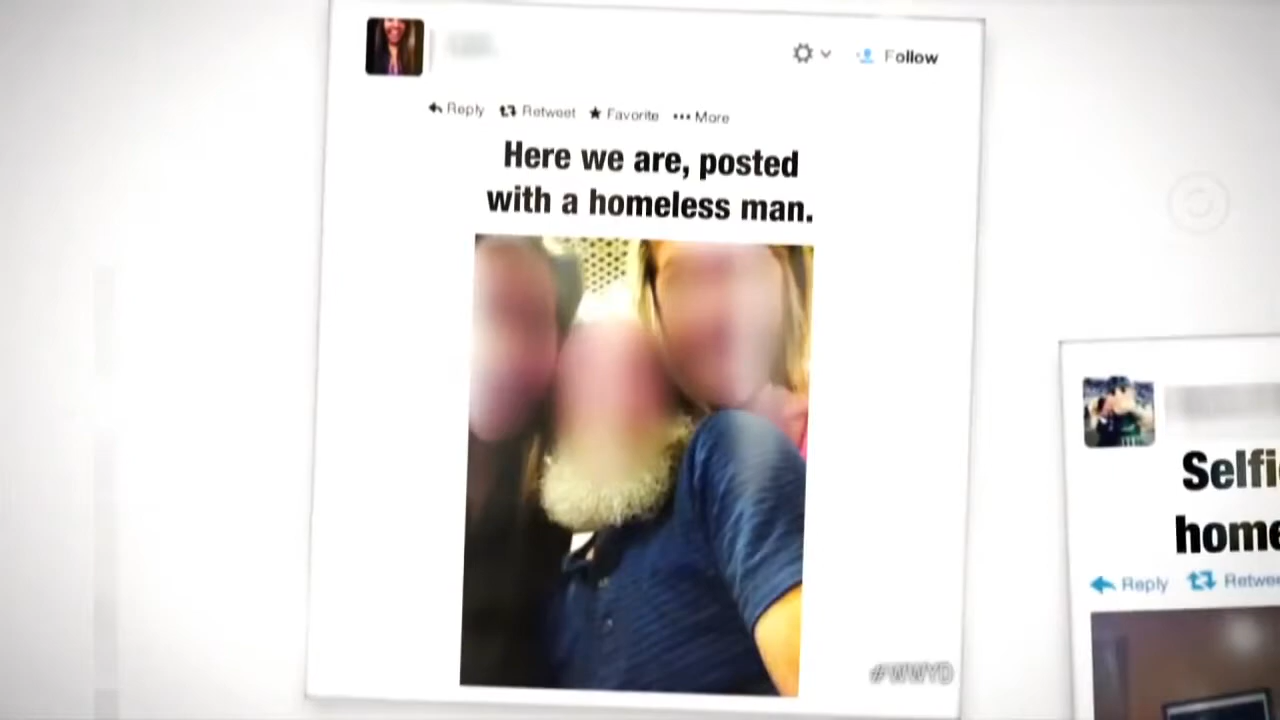 Follow
Reply Retweet Favorite More
Here we are, posted
with a homeless man.
#WWYD
Selfi
home
Reply Retwee